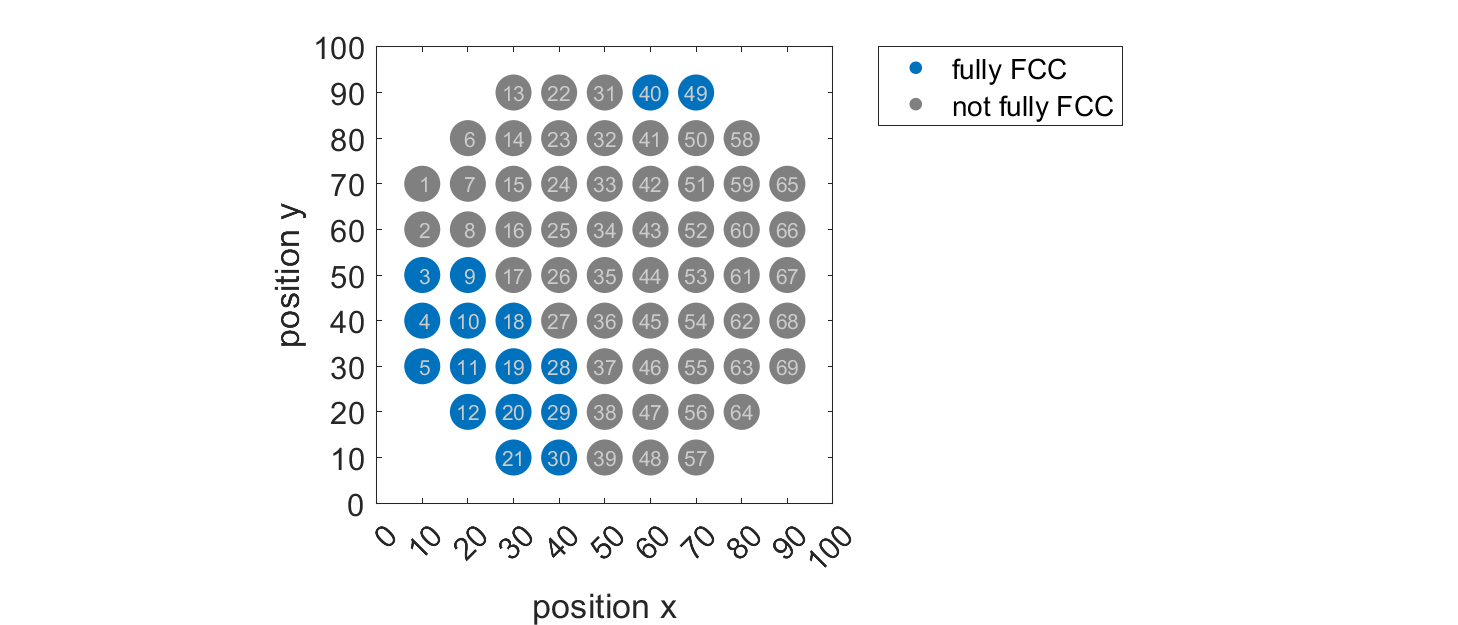 100
90
80
70
60
50
40
30
20
10
0
position y
13 22 31 40 49
6 14 23 32 41 50 58
1 7 15 24 33 42 51 59 65
2 8 16 25 34 43 52 60 66
3 9 17 26 35 44 53 61 67
4 10 18 27 36 45 54 62 68
5 11 19 28 37 46 55 63 69
12 20 29 38 47 56 64
21 30 39 48 57
0 10 20 30 40 50 60 70 80 90 100
position x
fully FCC
not fully FCC